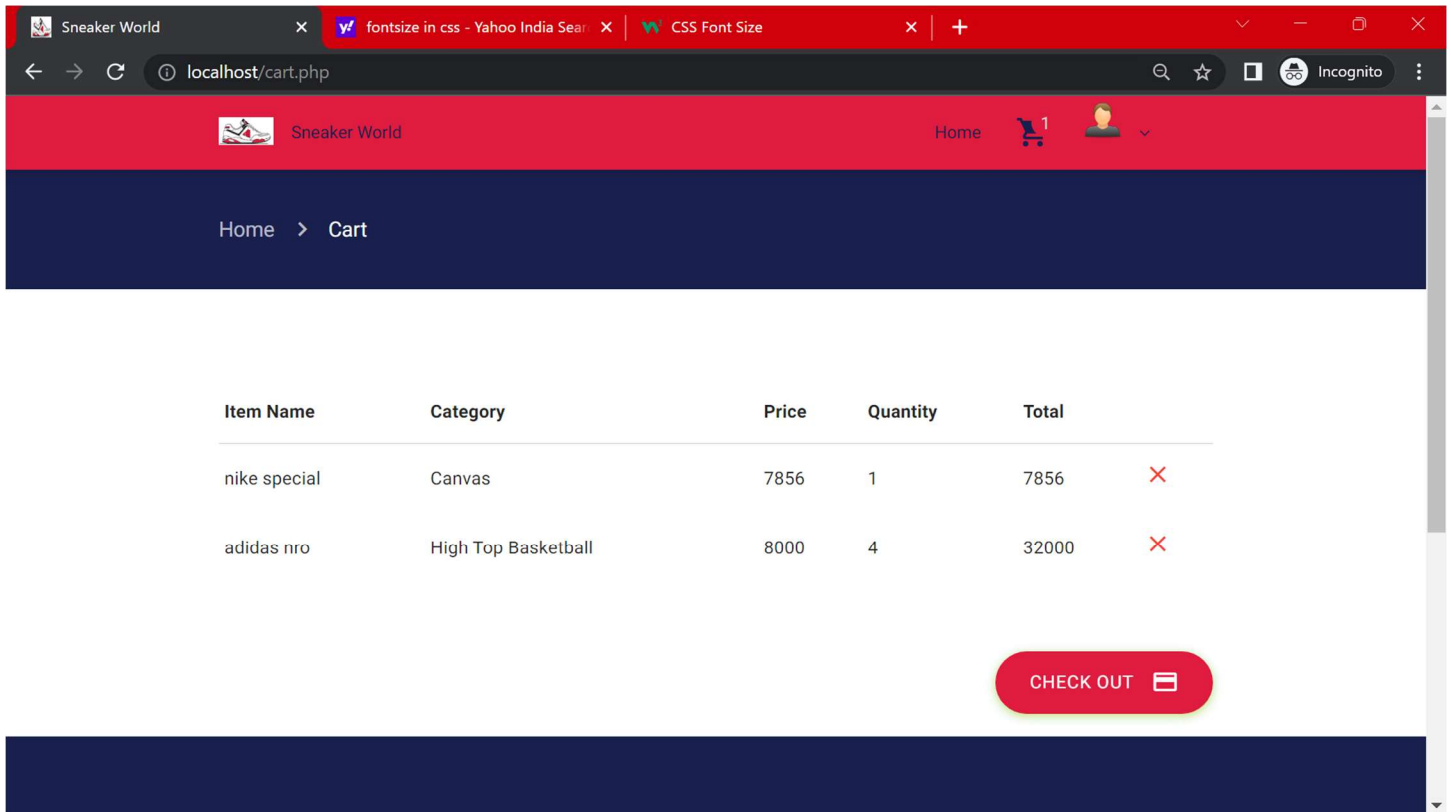 Sneaker World
fontsize in css - Yahoo India Sear
CSS Font Size
localhost/cart.php
Incognito
Sneaker World
Home
1
Home > Cart
Item Name Category Price Quantity Total
nike special Canvas 7856 1 7856
adidas nro High Top Basketball 8000 4 32000
CHECK OUT